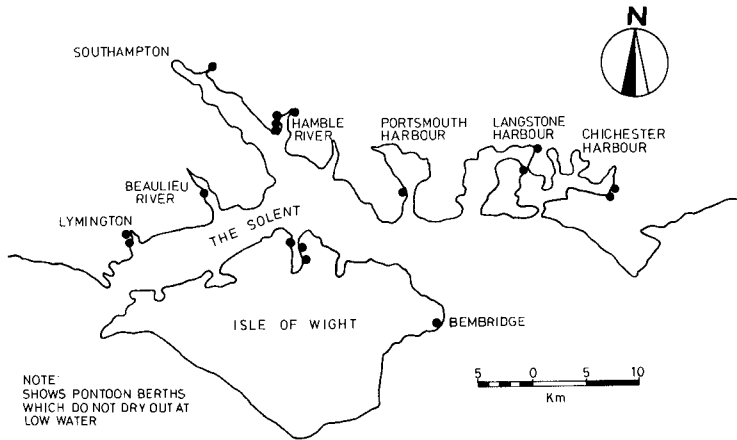 N
SOUTHAMPTON
HAMBLE
RIVER
PORTSMOUTH
HARBOUR
LANGSTONE
HARBOUR
CHICHESTER
HARBOUR
BEAULIEU
RIVER
LYMINGTON
THE SOLENT
ISLE OF WIGHT
BEMBRIDGE
5 0 5 10
Km
NOTE:
SHOWS PONTOON BERTHS
WHICH DO NOT DRY OUT AT
LOW WATER